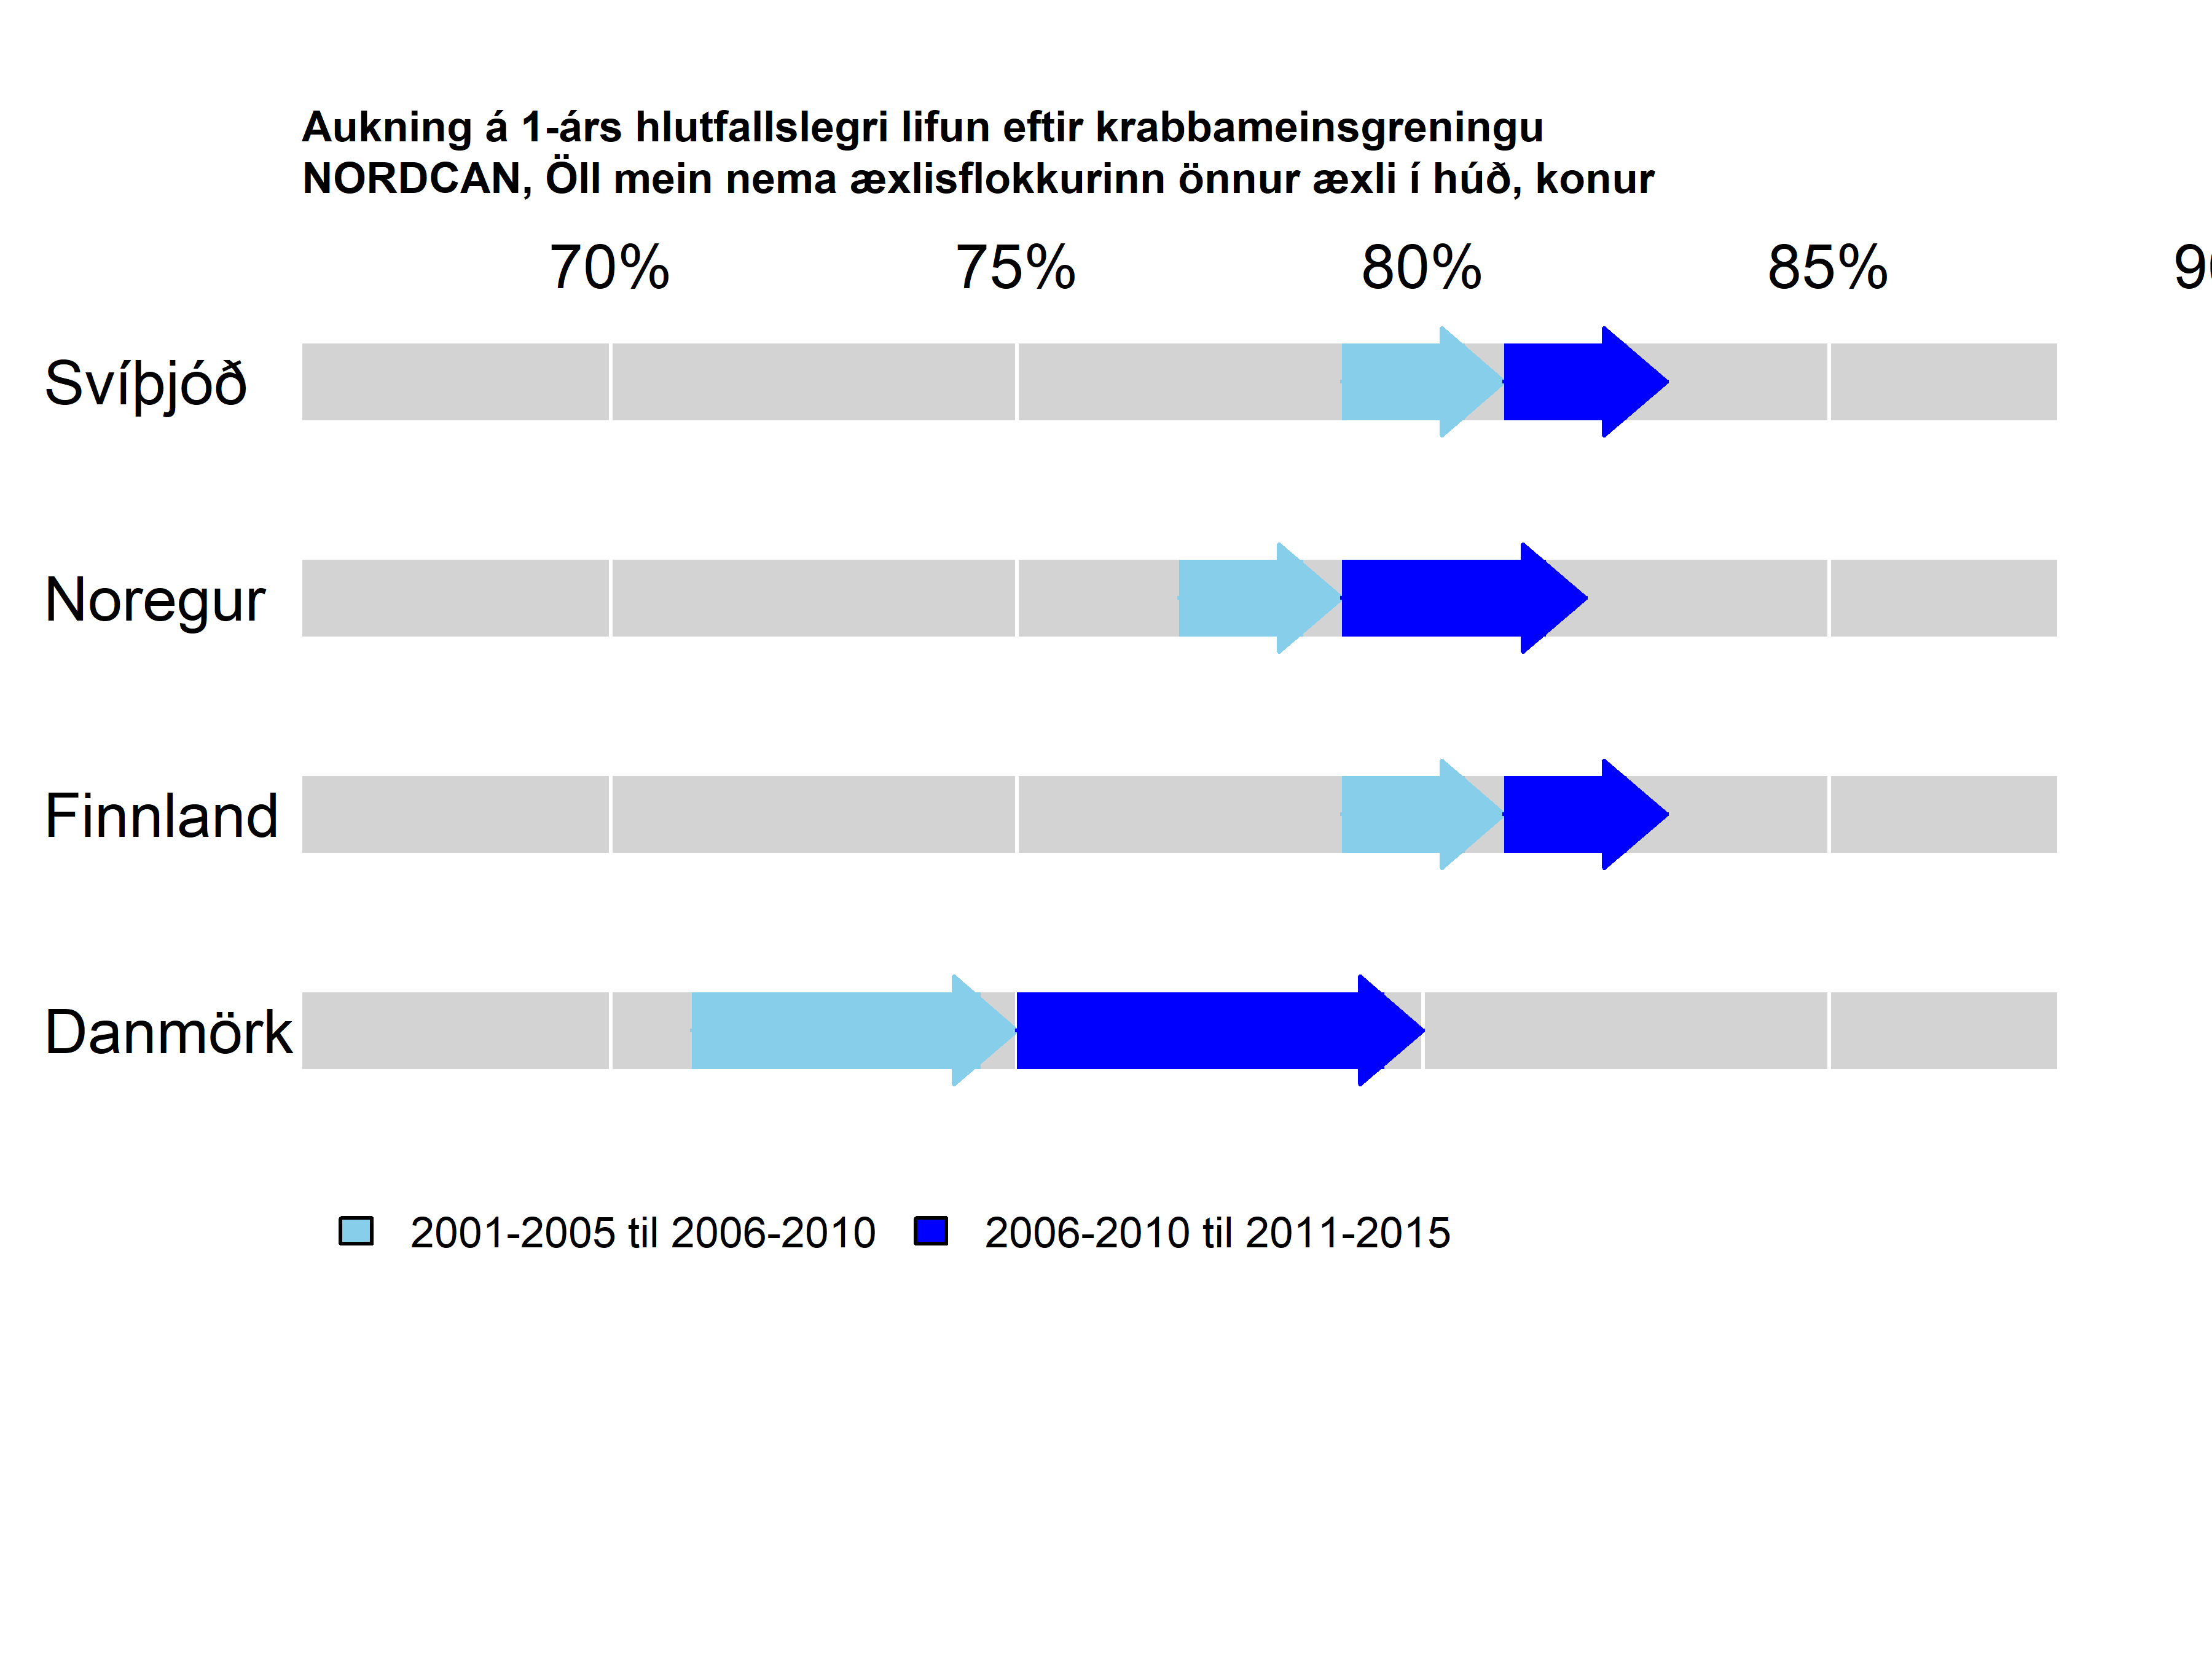 Aukning á 1-árs hlutfallslegri lifun eftir krabbameinsgreningu
NORDCAN, Öll mein nema æxlisflokkurinn önnur æxli í húð, konur
70% 75% 80% 85%
Svíþjóð
Noregur
Finnland
Danmörk
2001-2005 til 2006-2010 2006-2010 til 2011-2015